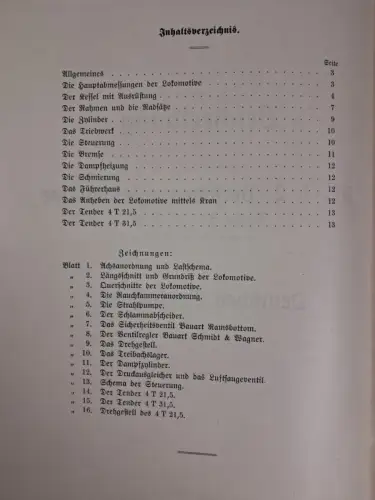 Inhaltsverzeichnis.
Seite
Allgemeines . . . . . . . . . . . . . . . . . . . . 3
Die Hauptabmessungen der Lokomotive . . . . . . . . . . . . 3
Der Kessel mit Ausrüstung . . . . . . . . . . . . . . . . 4
Der Rahmen und die Radsätze . . . . . . . . . . . . . . . 7
Die Zylinder . . . . . . . . . . . . . . . . . . . . 9
Das Triebwerk . . . . . . . . . . . . . . . . . . . . 10
Die Steuerung . . . . . . . . . . . . . . . . . . . . 10
Die Bremse . . . . . . . . . . . . . . . . . . . . 11
Die Dampfheizung . . . . . . . . . . . . . . . . . . . 12
Die Schmierung . . . . . . . . . . . . . . . . . . . 12
Das Führerhaus . . . . . . . . . . . . . . . . . . . 12
Das Anheben der Lokomotive mittels Kran . . . . . . . . . . . 12
Der Tender 4 T 21,5 . . . . . . . . . . . . . . . . . 13
Der Tender 4 T 31,5 . . . . . . . . . . . . . . . . . 13
Zeichnungen:
Blatt 1. Achsanordnung und Lastschema.
„ 2. Längsschnitt und Grundriß der Lokomotive.
„ 3. Querschnitte der Lokomotive.
„ 4. Die Rauchkammeranordnung.
„ 5. Die Strahlpumpe.
„ 6. Der Schlammabscheider.
„ 7. Das Sicherheitsventil Bauart Ramsbottom.
„ 8. Der Ventilregler Bauart Schmidt & Wagner.
„ 9. Das Drehgestell.
„ 10. Das Treibachslager.
„ 11. Der Dampfzylinder.
„ 12. Der Druckausgleicher und das Luftsaugeventil.
„ 13. Schema der Steuerung.
„ 14. Der Tender 4 T 21,5.
„ 15. Der Tender 4 T 31,5.
„ 16. Drehgestell des 4 T 21,5.